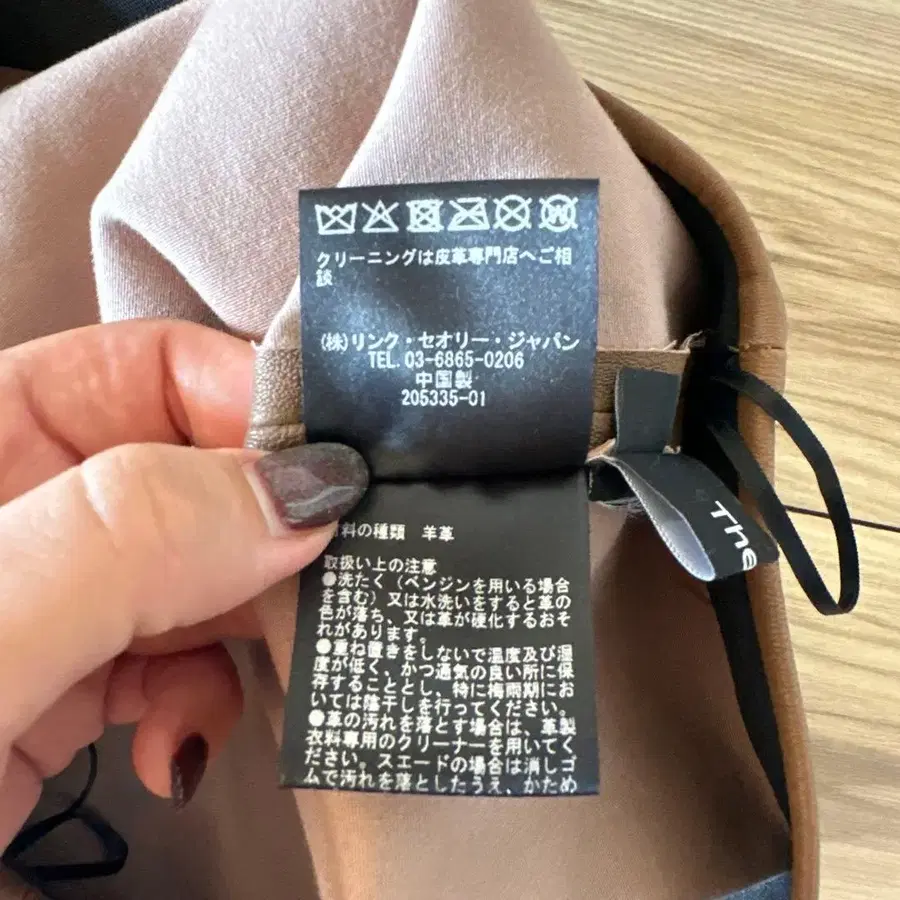 クリーニングは皮革専門店へご相
談
(株)リンク・セオリー・ジャパン
TEL.03-6865-0206
中国製
205335-01
料の種類 羊革
取扱い上の注意
●洗たく(ベンジンを用いる場合
を含む)又は水洗いをすると革の
色が落ち、又は革が硬化するおそ
れがあります。
●重ね置きをしないで温度及び湿
度が低く、かつ通気の良い所に保
存することとし、特に梅雨期にお
いては陰干しを行ってください。
●革の汚れを落とす場合は、革製
衣料専用のクリーナーを用いてく
ださい。スエードの場合は消しゴ
ムで汚れを落としたうえ、かため
The